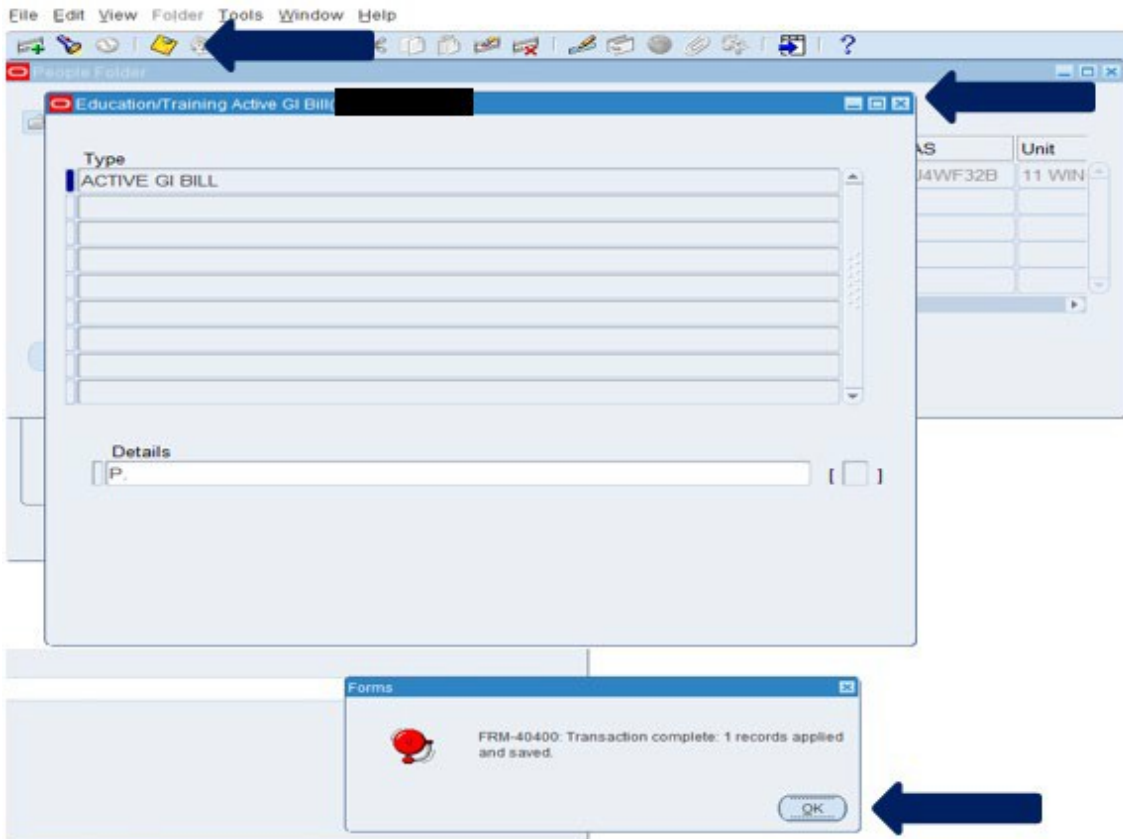 File Edit View Folder Tools Window Help
People Folder
Education/Training Active GI Bill(
Type
ACTIVE GI BILL
AS Unit
J4WF32B 11 WIN
Details
P.
[ ]
Forms
FRM-40400: Transaction complete: 1 records applied
and saved.
OK